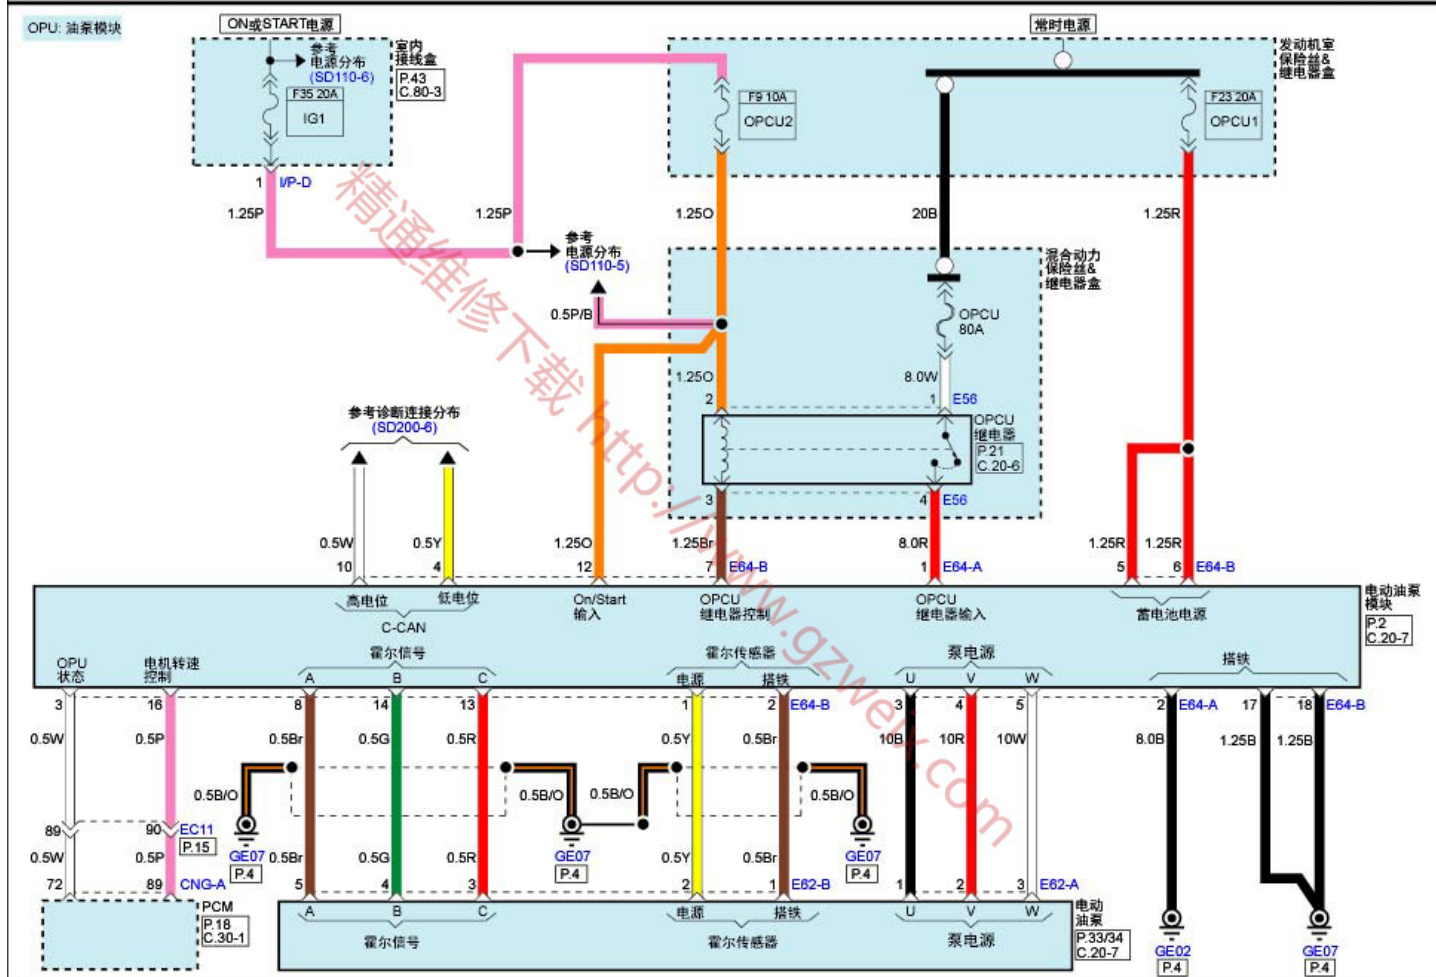 OPU: 油泵模块
ON或START电源
常时电源
参考
电源分布
(SD110-6)
室内
接线盒
P.43
C.80-3
F35 20A
IG1
1 I/P-D
1.25P
1.25P
F9 10A
OPCU2
F23 20A
OPCU1
发动机室
保险丝&
继电器盒
1.25O
20B
1.25R
参考
电源分布
(SD110-5)
0.5P/B
混合动力
保险丝&
继电器盒
OPCU
80A
1.25O
8.0W
2
1 E56
OPCU
继电器
P.21
C.20-6
3
4 E56
参考诊断连接分布
(SD200-6)
0.5W
0.5Y
1.25O
1.25Br
8.0R
1.25R
1.25R
10
4
12
7 E64-B
1 E64-A
5
6 E64-B
高电位
低电位
C-CAN
On/Start
输入
OPCU
继电器控制
OPCU
继电器输入
蓄电池电源
电动油泵
模块
P.2
C.20-7
OPU
状态
电机转速
控制
霍尔信号
A
B
C
霍尔传感器
电源
搭铁
泵电源
U
V
W
搭铁
3
16
8
14
13
1
2 E64-B
3
4
5
2 E64-A
17
18 E64-B
0.5W
0.5P
0.5Br
0.5G
0.5R
0.5Y
0.5Br
10B
10R
10W
8.0B
1.25B
1.25B
0.5B/O
0.5B/O
0.5B/O
0.5B/O
89
90 EC11
P.15
GE07
P.4
GE07
P.4
GE07
P.4
0.5W
0.5P
0.5Br
0.5G
0.5R
0.5Y
0.5Br
72
89 CNG-A
5
4
3
2
1 E62-B
1
2
3 E62-A
PCM
P.18
C.30-1
A
B
C
霍尔信号
电源
搭铁
霍尔传感器
U
V
W
泵电源
电动
油泵
P.33/34
C.20-7
GE02
P.4
GE07
P.4
精通维修下载 http://www.gzweix.com